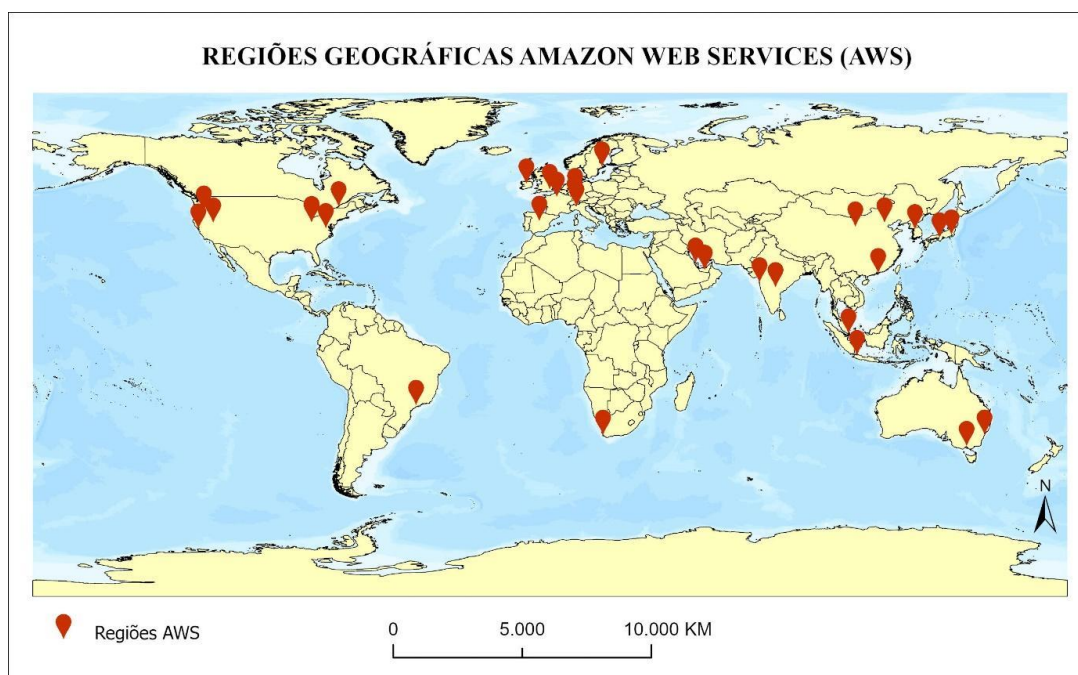 REGIÕES GEOGRÁFICAS AMAZON WEB SERVICES (AWS)
N
Regiões AWS
0 5.000 10.000 KM